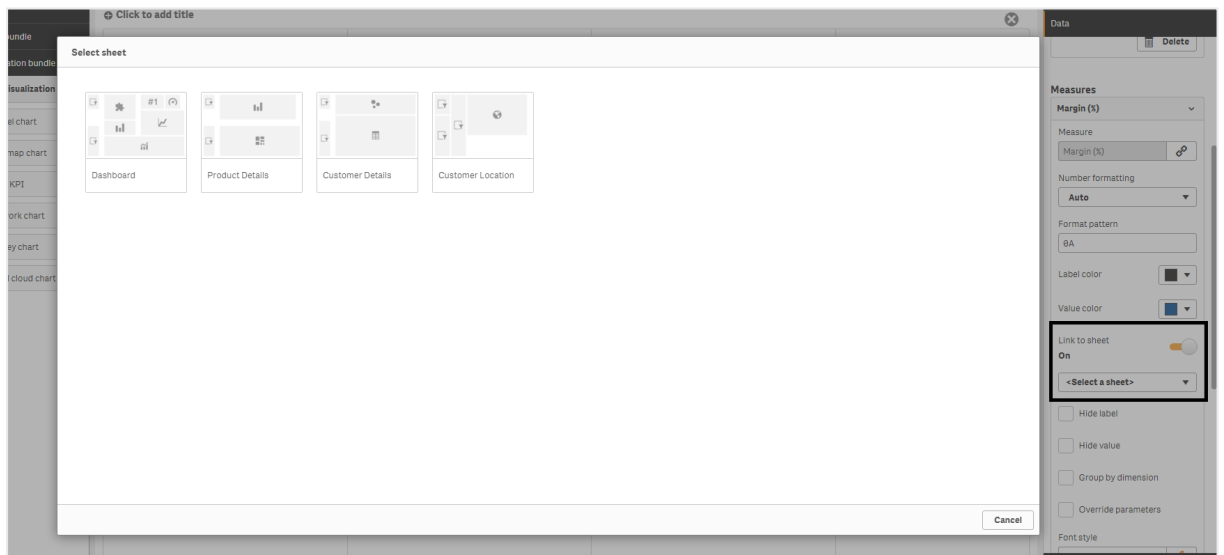 Click to add title
Data
Delete
Select sheet
Measures
Margin (%)
Measure
Margin (%)
Number formatting
Auto
Format pattern
0A
Label color
Value color
Link to sheet
On
<Select a sheet>
Hide label
Hide value
Group by dimension
Override parameters
Font style
#1
Dashboard
Product Details
Customer Details
Customer Location
Cancel
bundle
ation bundle
isualization
el chart
map chart
KPI
ork chart
ey chart
cloud chart